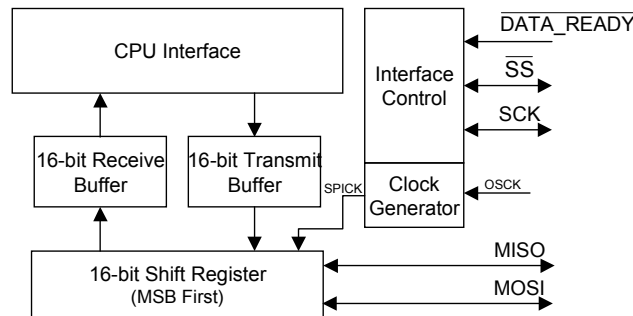 CPU Interface
16-bit Receive
Buffer
16-bit Transmit
Buffer
16-bit Shift Register
(MSB First)
Interface
Control
Clock
Generator
SPICK
DATA_READY
SS
SCK
OSCK
MISO
MOSI